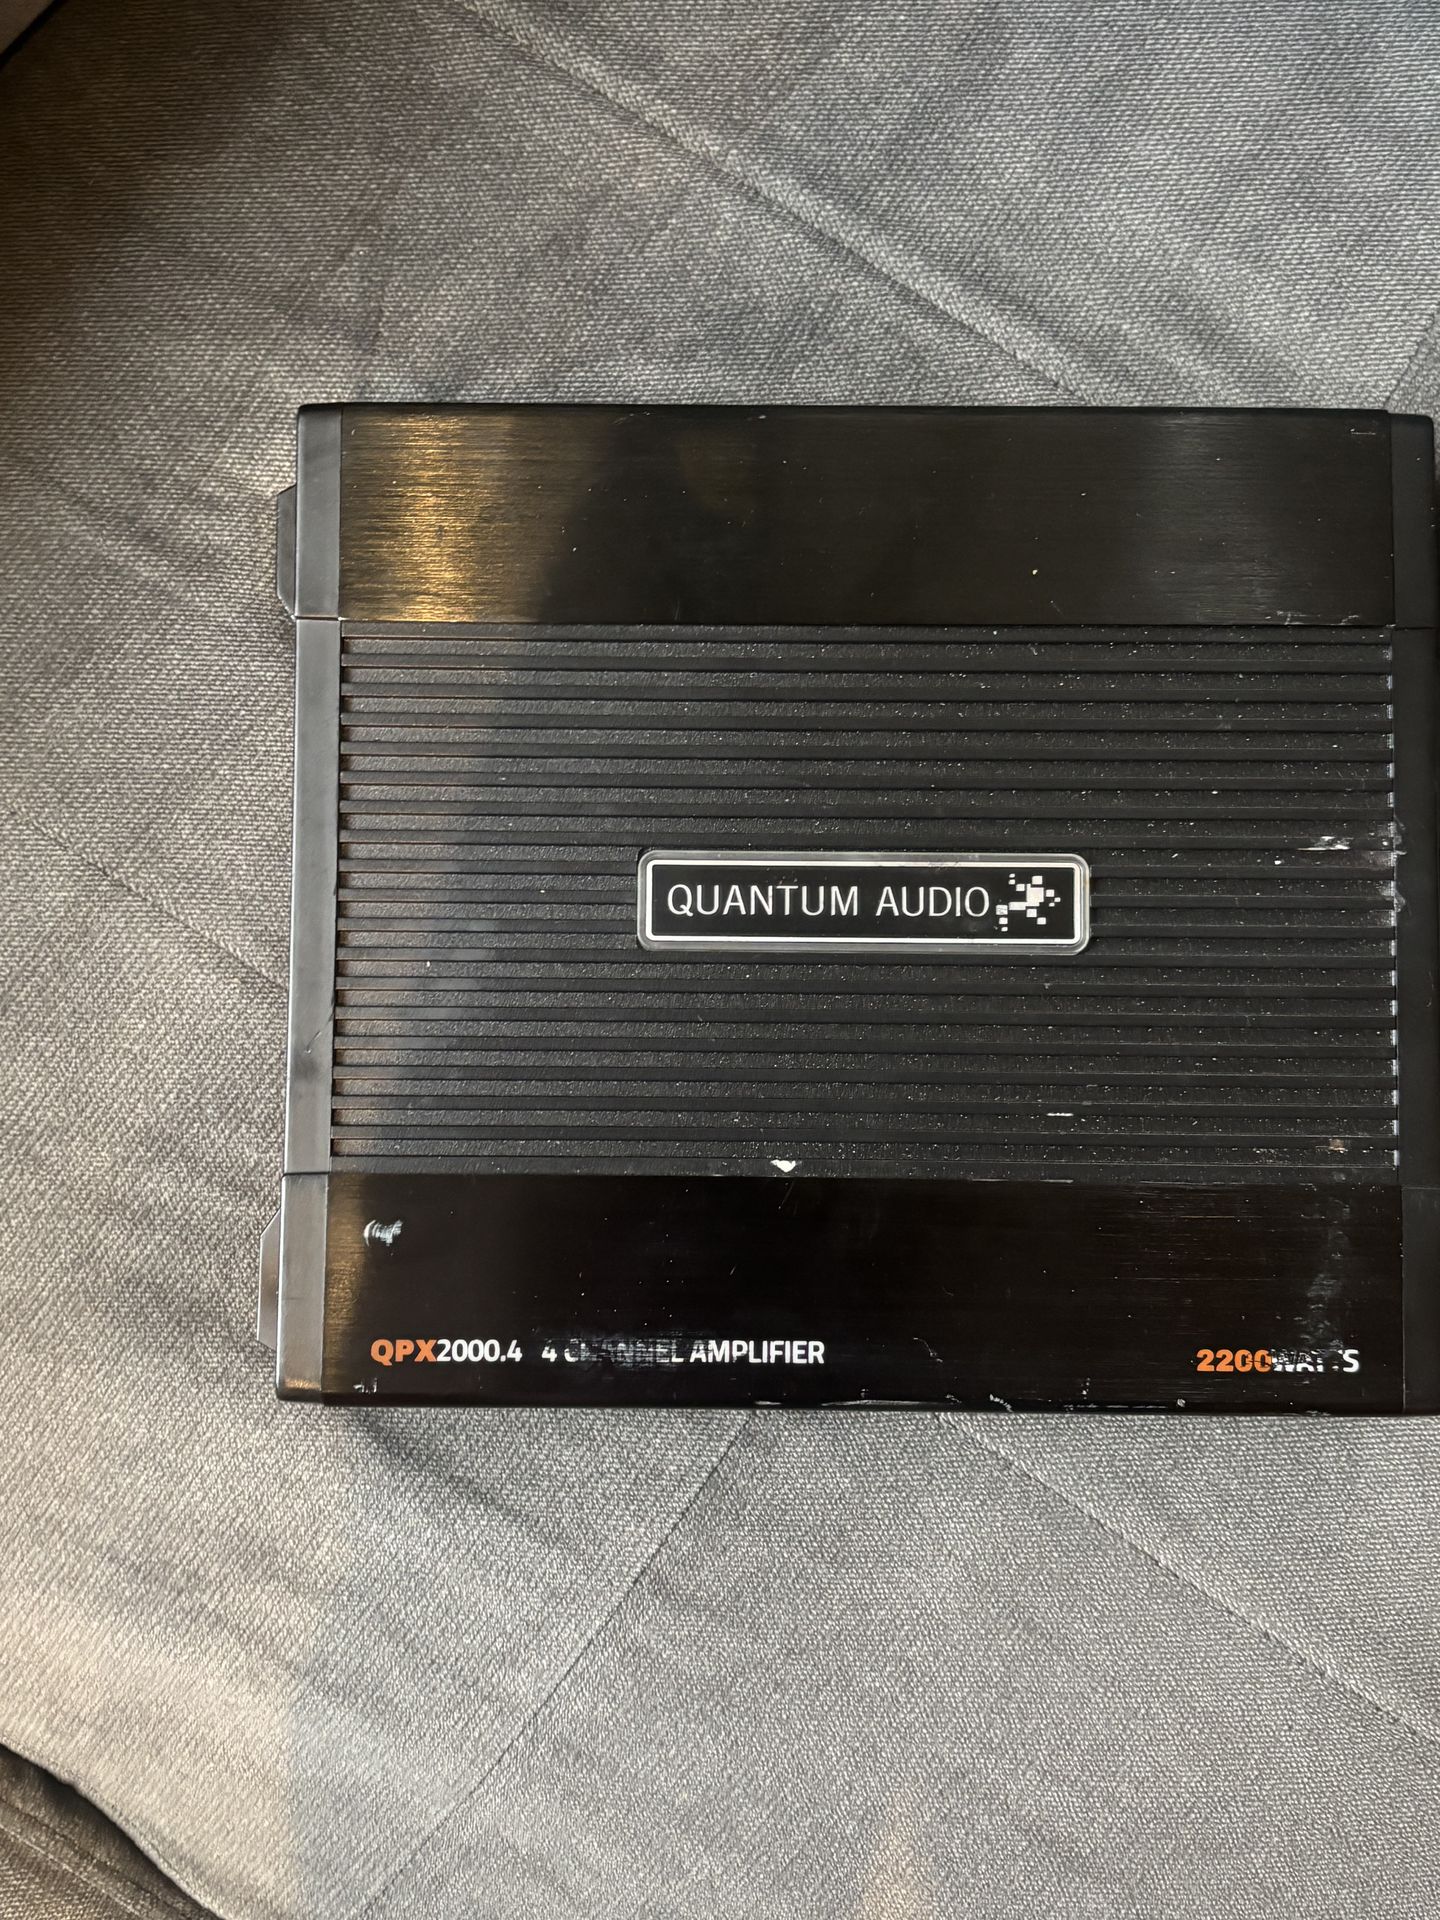 QUANTUM AUDIO
QPX2000.4 4 CHANNEL AMPLIFIER
2200WATTS